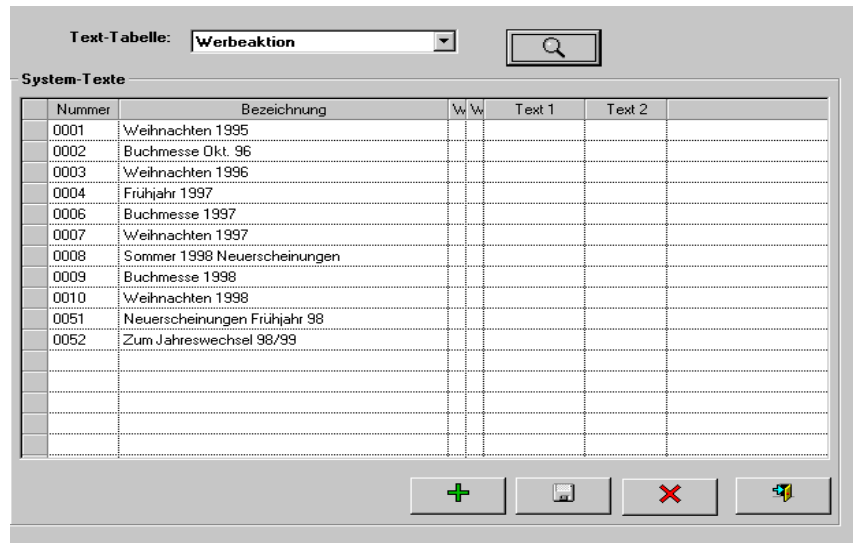 Text-Tabelle: Werbeaktion
System-Texte
Nummer Bezeichnung W W Text 1 Text 2
0001 Weihnachten 1995
0002 Buchmesse Okt. 96
0003 Weihnachten 1996
0004 Frühjahr 1997
0006 Buchmesse 1997
0007 Weihnachten 1997
0008 Sommer 1998 Neuerscheinungen
0009 Buchmesse 1998
0010 Weihnachten 1998
0051 Neuerscheinungen Frühjahr 98
0052 Zum Jahreswechsel 98/99